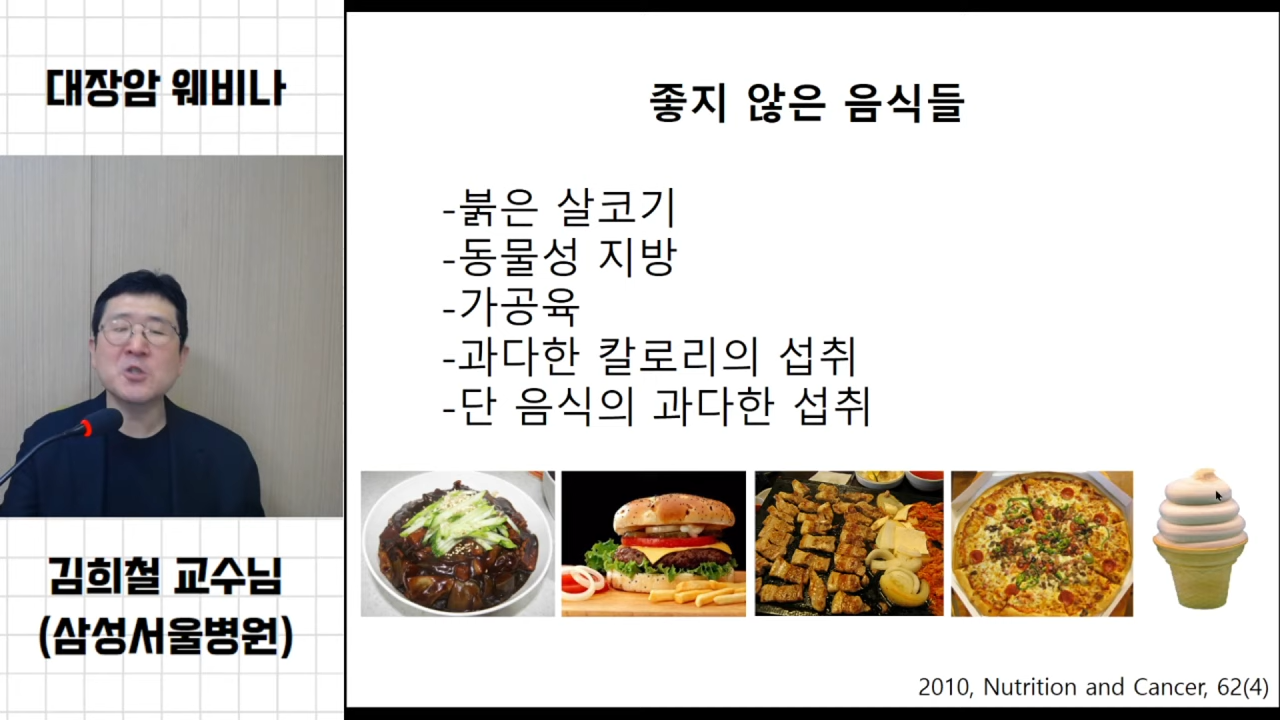 대장암 웨비나
김희철 교수님
(삼성서울병원)
좋지 않은 음식들
-붉은 살코기
-동물성 지방
-가공육
-과다한 칼로리의 섭취
-단 음식의 과다한 섭취
2010, Nutrition and Cancer, 62(4)